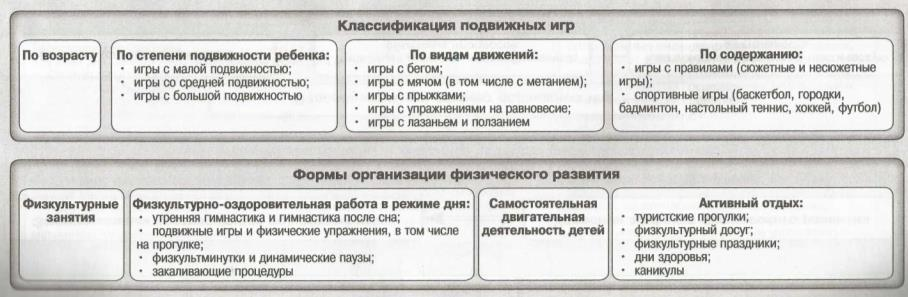 Классификация подвижных игр
По возрасту
По степени подвижности ребенка:
· игры с малой подвижностью;
· игры со средней подвижностью;
· игры с большой подвижностью
По видам движений:
· игры с бегом;
· игры с мячом (в том числе с метанием);
· игры с прыжками;
· игры с упражнениями на равновесие;
· игры с лазаньем и ползанием
По содержанию:
· игры с правилами (сюжетные и несюжетные
игры);
· спортивные игры (баскетбол, городки,
бадминтон, настольный теннис, хоккей, футбол)
Формы организации физического развития
Физкультурные
занятия
Физкультурно-оздоровительная работа в режиме дня:
· утренняя гимнастика и гимнастика после сна;
· подвижные игры и физические упражнения, в том числе
на прогулке;
· физкультминутки и динамические паузы;
· закаливающие процедуры
Самостоятельная
двигательная
деятельность детей
Активный отдых:
· туристские прогулки;
· физкультурный досуг;
· физкультурные праздники;
· дни здоровья;
· каникулы